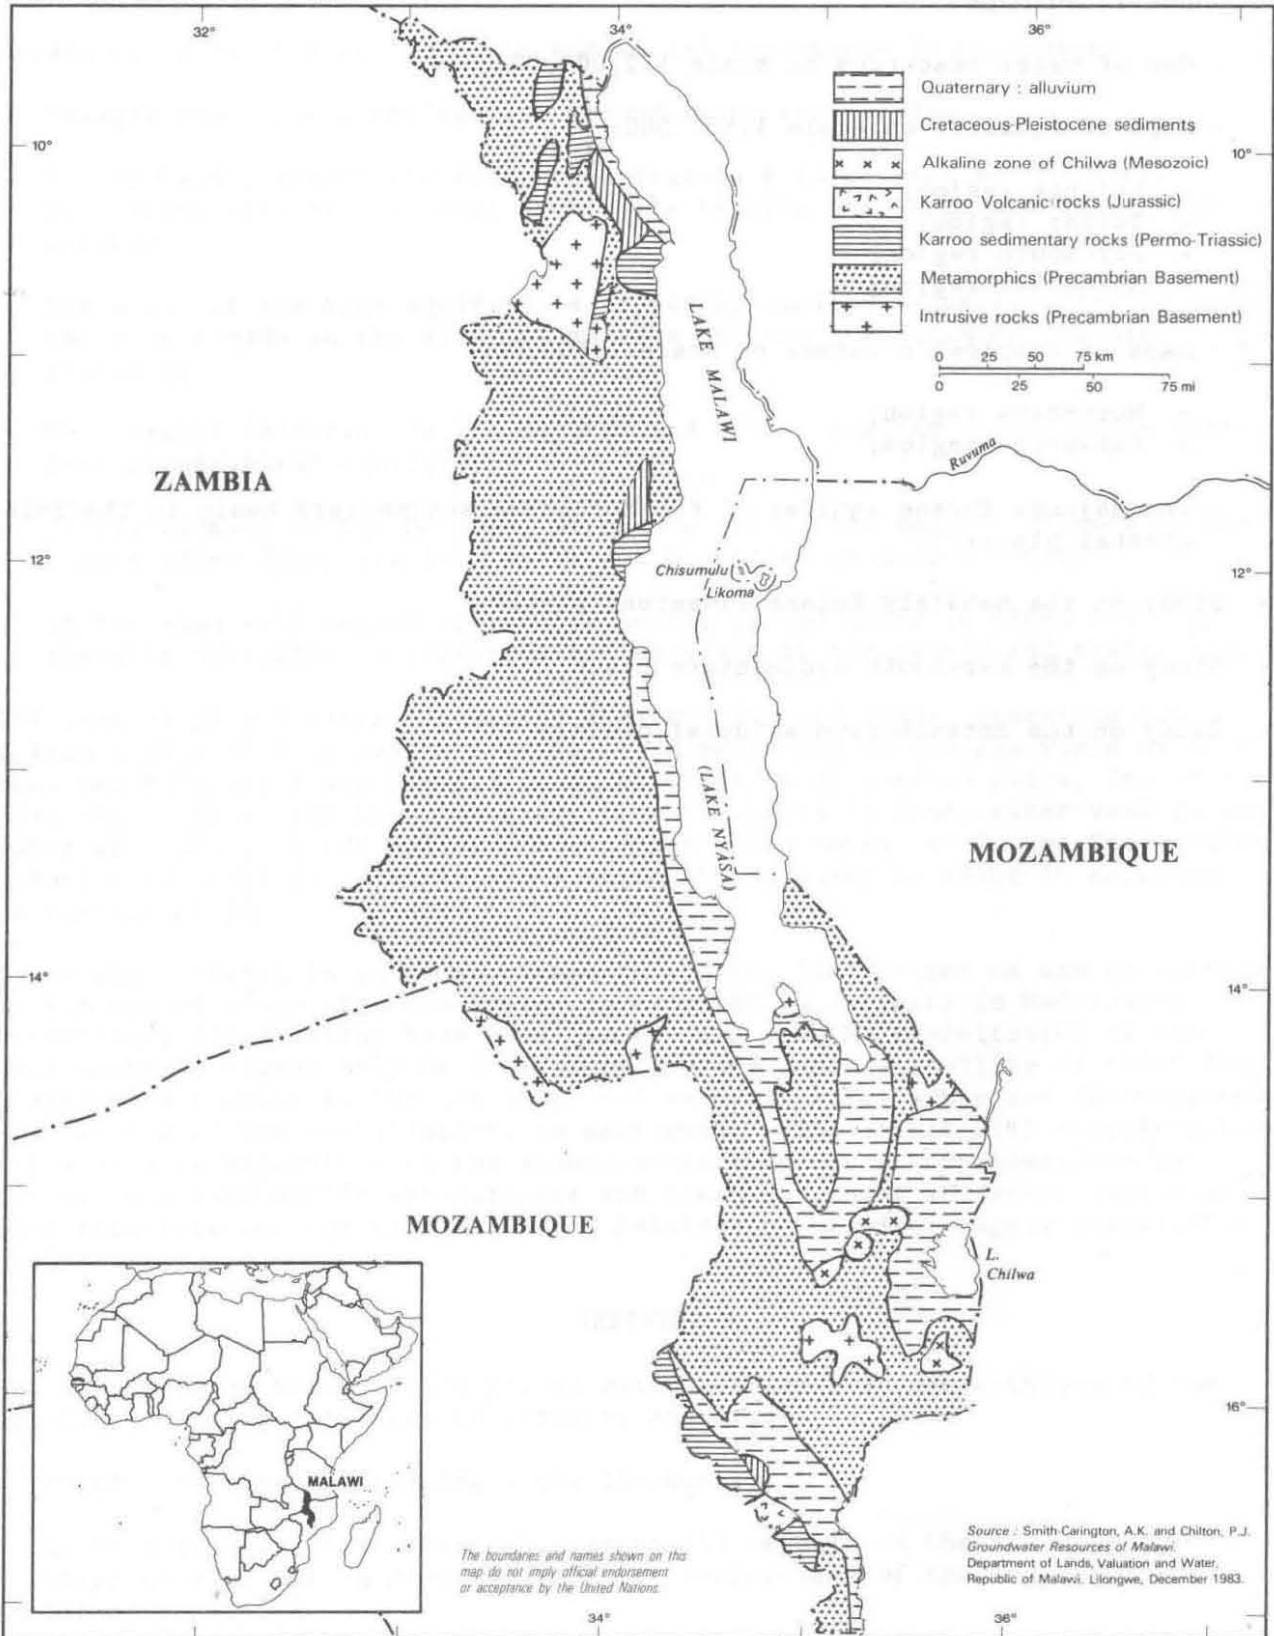 32°
34°
36°
Quaternary : alluvium
Cretaceous-Pleistocene sediments
10°
10°
Alkaline zone of Chilwa (Mesozoic)
Karroo Volcanic rocks (Jurassic)
Karroo sedimentary rocks (Permo-Triassic)
Metamorphics (Precambrian Basement)
Intrusive rocks (Precambrian Basement)
0 25 50 75 km
0 25 50 75 mi
LAKE MALAWI
Ruvuma
ZAMBIA
12°
12°
Chisumulu
Likoma
(LAKE NYASA)
MOZAMBIQUE
14°
14°
MOZAMBIQUE
L.
Chilwa
16°
MALAWI
The boundaries and names shown on this
map do not imply official endorsement
or acceptance by the United Nations.
Source : Smith-Carington, A.K. and Chilton, P.J.
Groundwater Resources of Malawi.
Department of Lands, Valuation and Water,
Republic of Malawi, Lilongwe, December 1983.
34°
36°